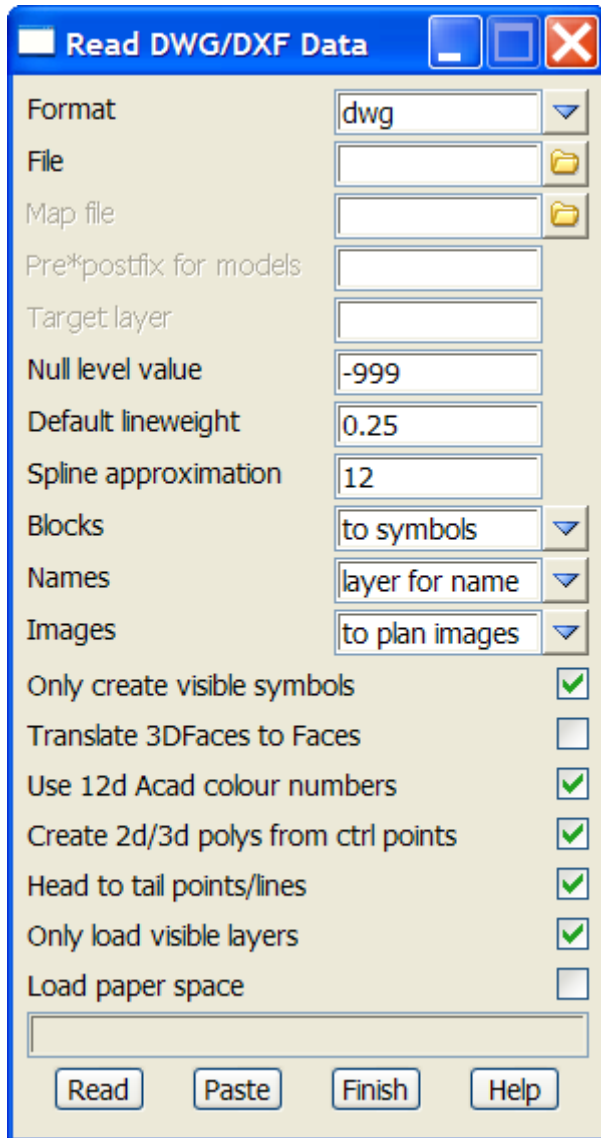 Read DWG/DXF Data
Format dwg
File
Map file
Pre*postfix for models
Target layer
Null level value -999
Default lineweight 0.25
Spline approximation 12
Blocks to symbols
Names layer for name
Images to plan images
Only create visible symbols
Translate 3DFaces to Faces
Use 12d Acad colour numbers
Create 2d/3d polys from ctrl points
Head to tail points/lines
Only load visible layers
Load paper space
Read Paste Finish Help